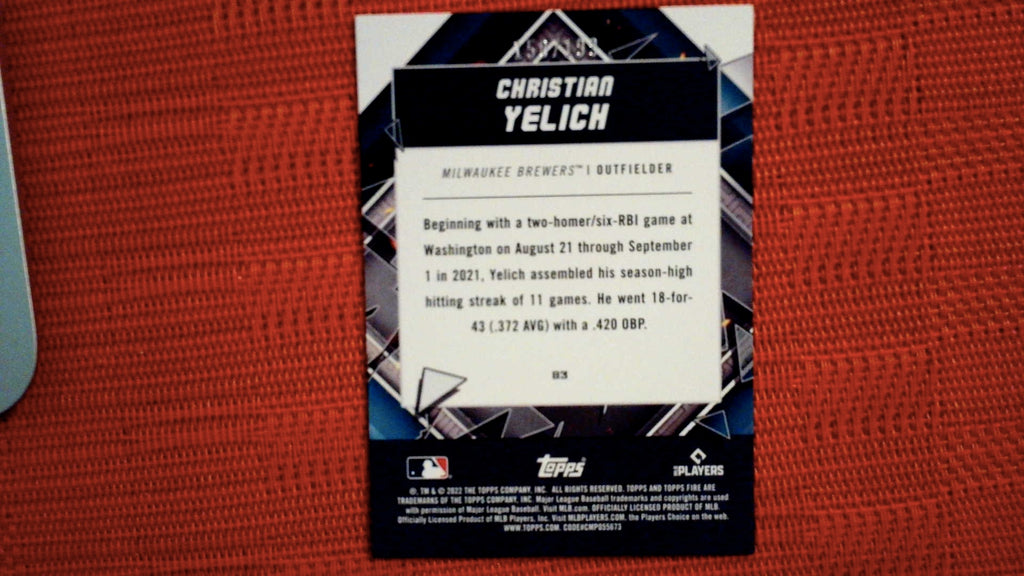 CHRISTIAN
YELICH
MILWAUKEE BREWERS™ | OUTFIELDER
Beginning with a two-homer/six-RBI game at
Washington on August 21 through September
1 in 2021, Yelich assembled his season-high
hitting streak of 11 games. He went 18-for-
43 (.372 AVG) with a .420 OBP.
83
topps
MLB PLAYERS
®, TM & © 2022 THE TOPPS COMPANY, INC. ALL RIGHTS RESERVED. TOPPS AND TOPPS FIRE ARE
TRADEMARKS OF THE TOPPS COMPANY, INC. Major League Baseball trademarks and copyrights are used
with permission of Major League Baseball. Visit MLB.com. OFFICIALLY LICENSED PRODUCT OF MLB
Officially Licensed Product of MLB Players, Inc. Visit MLBPLAYERS.COM, the Players Choice on the web.
WWW.TOPPS.COM. CODE#CMP055673